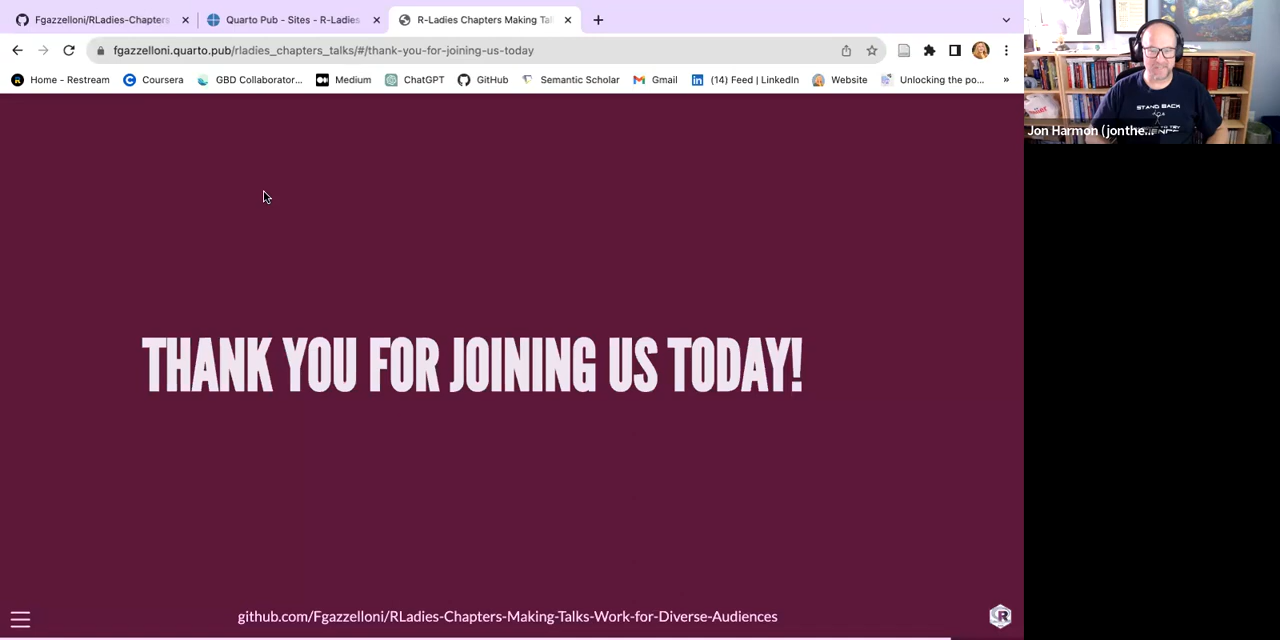 Fgazzelloni/RLadies-Chapters
Quarto Pub - Sites - R-Ladies
R-Ladies Chapters Making Tal
fgazzelloni.quarto.pub/rladies_chapters_talks/#/thank-you-for-joining-us-today
Home - Restream
Coursera
GBD Collaborator...
Medium
ChatGPT
GitHub
Semantic Scholar
Gmail
(14) Feed | LinkedIn
Website
Unlocking the po...
»
STAND BACK
Jon Harmon (jonthe...
THANK YOU FOR JOINING US TODAY!
github.com/Fgazzelloni/RLadies-Chapters-Making-Talks-Work-for-Diverse-Audiences
R